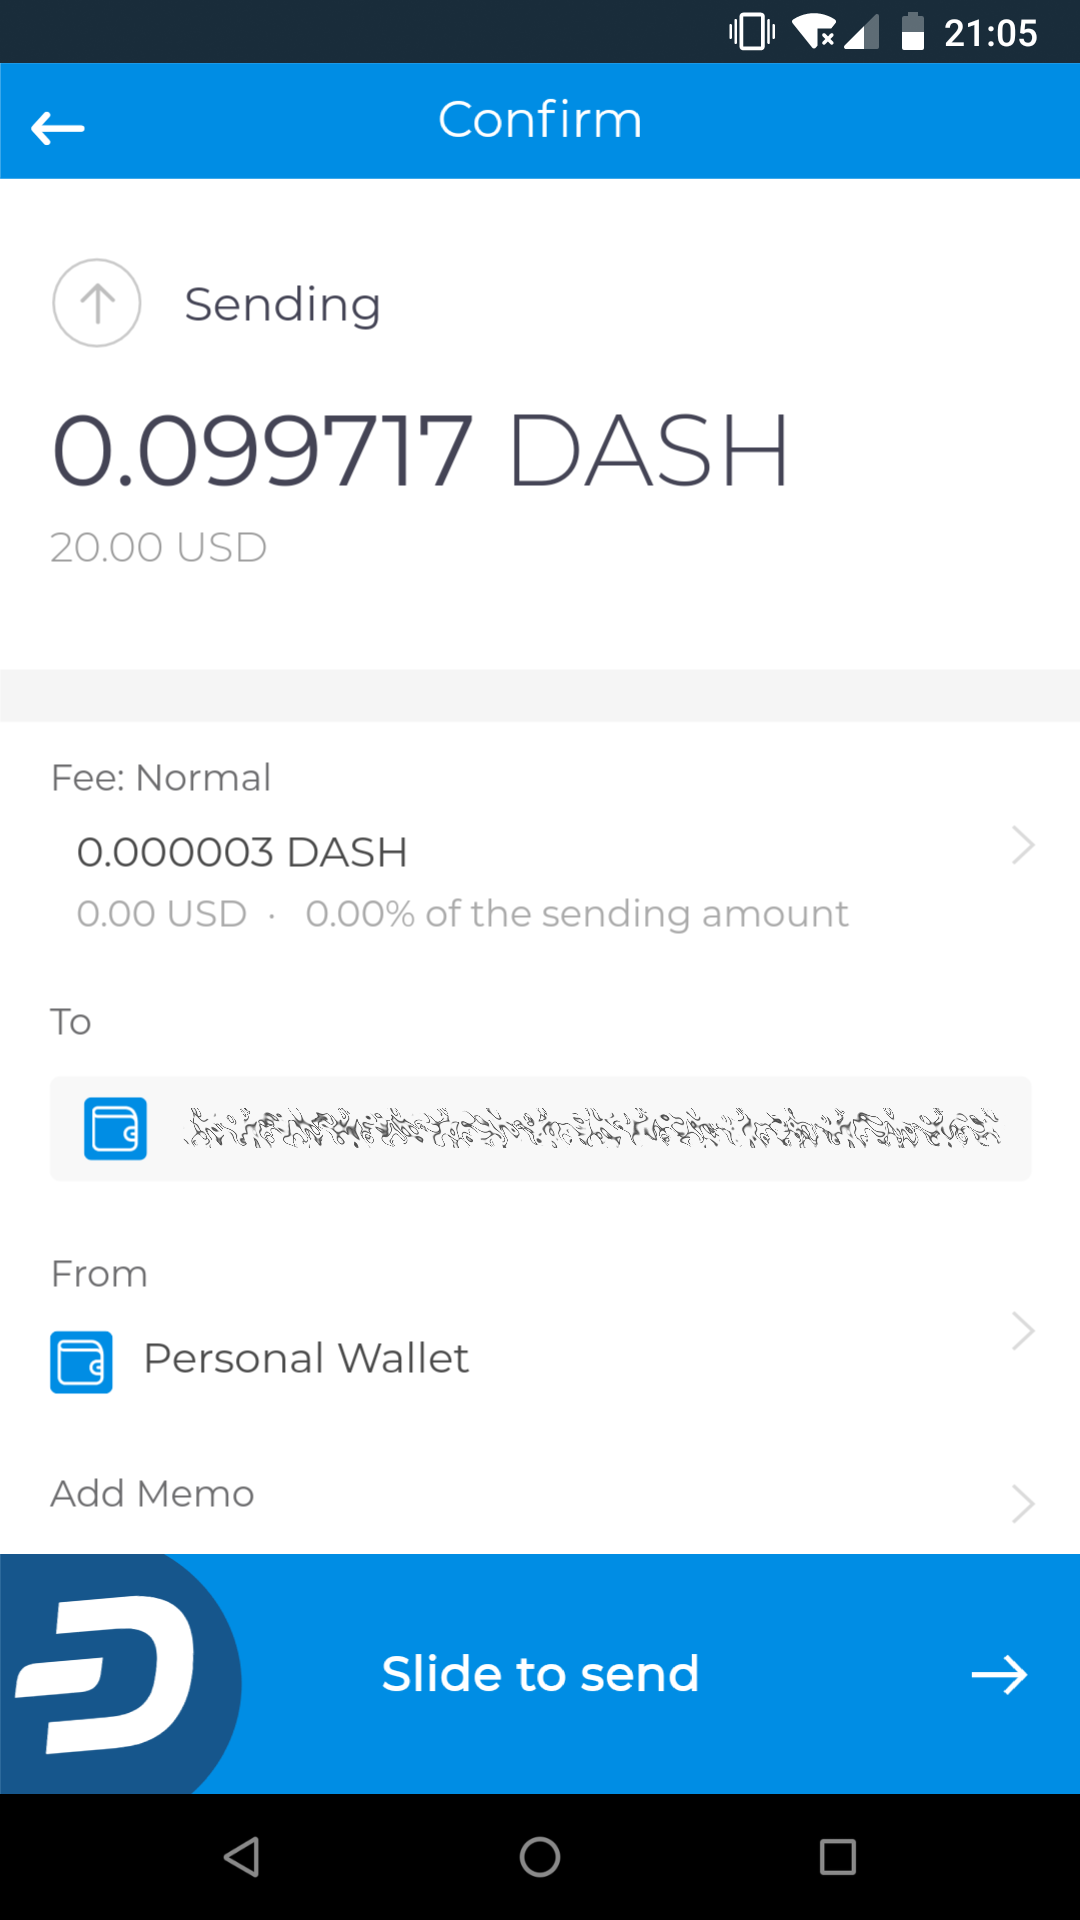 21:05
Confirm
Sending
0.099717 DASH
20.00 USD
Fee: Normal
0.000003 DASH
0.00 USD · 0.00% of the sending amount
To
From
Personal Wallet
Add Memo
Slide to send